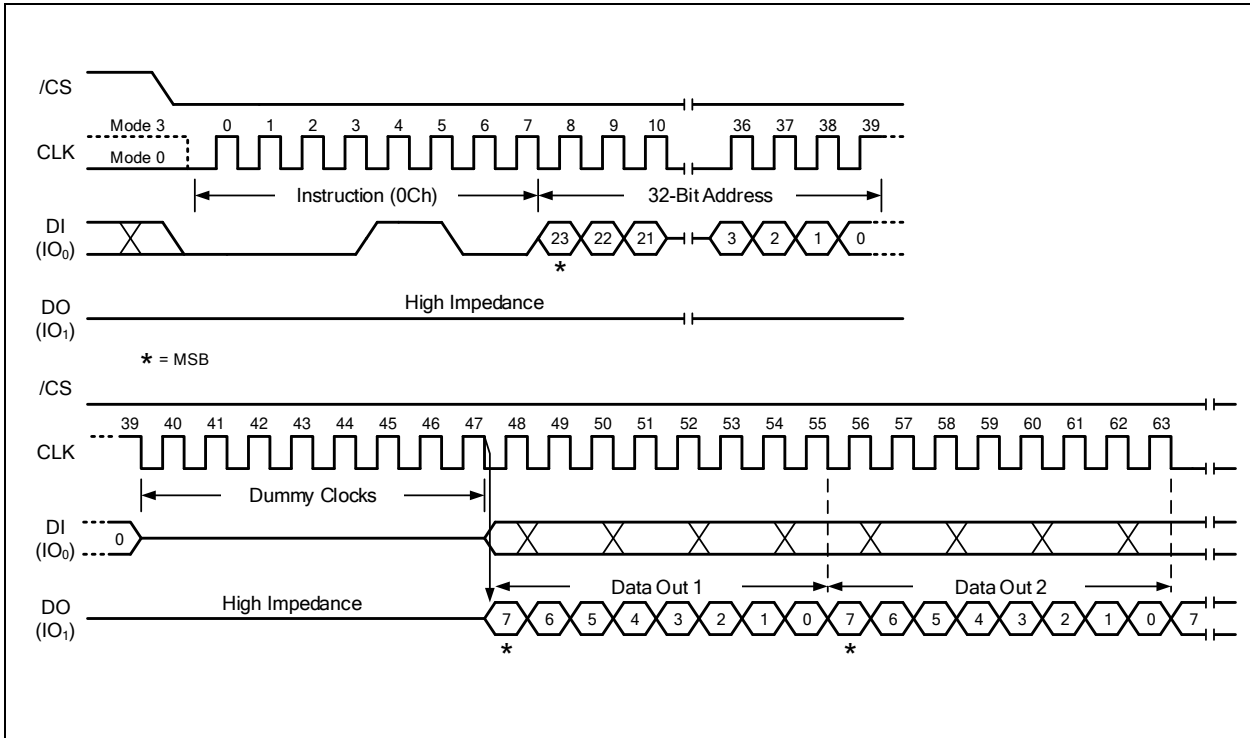 /CS
Mode 3 0 1 2 3 4 5 6 7 8 9 10 36 37 38 39
CLK
Mode 0
Instruction (0Ch) 32-Bit Address
DI
(IO0) 23 22 21 3 2 1 0
*
High Impedance
DO
(IO1)
* = MSB
/CS
39 40 41 42 43 44 45 46 47 48 49 50 51 52 53 54 55 56 57 58 59 60 61 62 63
CLK
Dummy Clocks
DI
(IO0) 0
Data Out 1 Data Out 2
High Impedance
DO
(IO1) 7 6 5 4 3 2 1 0 7 6 5 4 3 2 1 0 7
* *